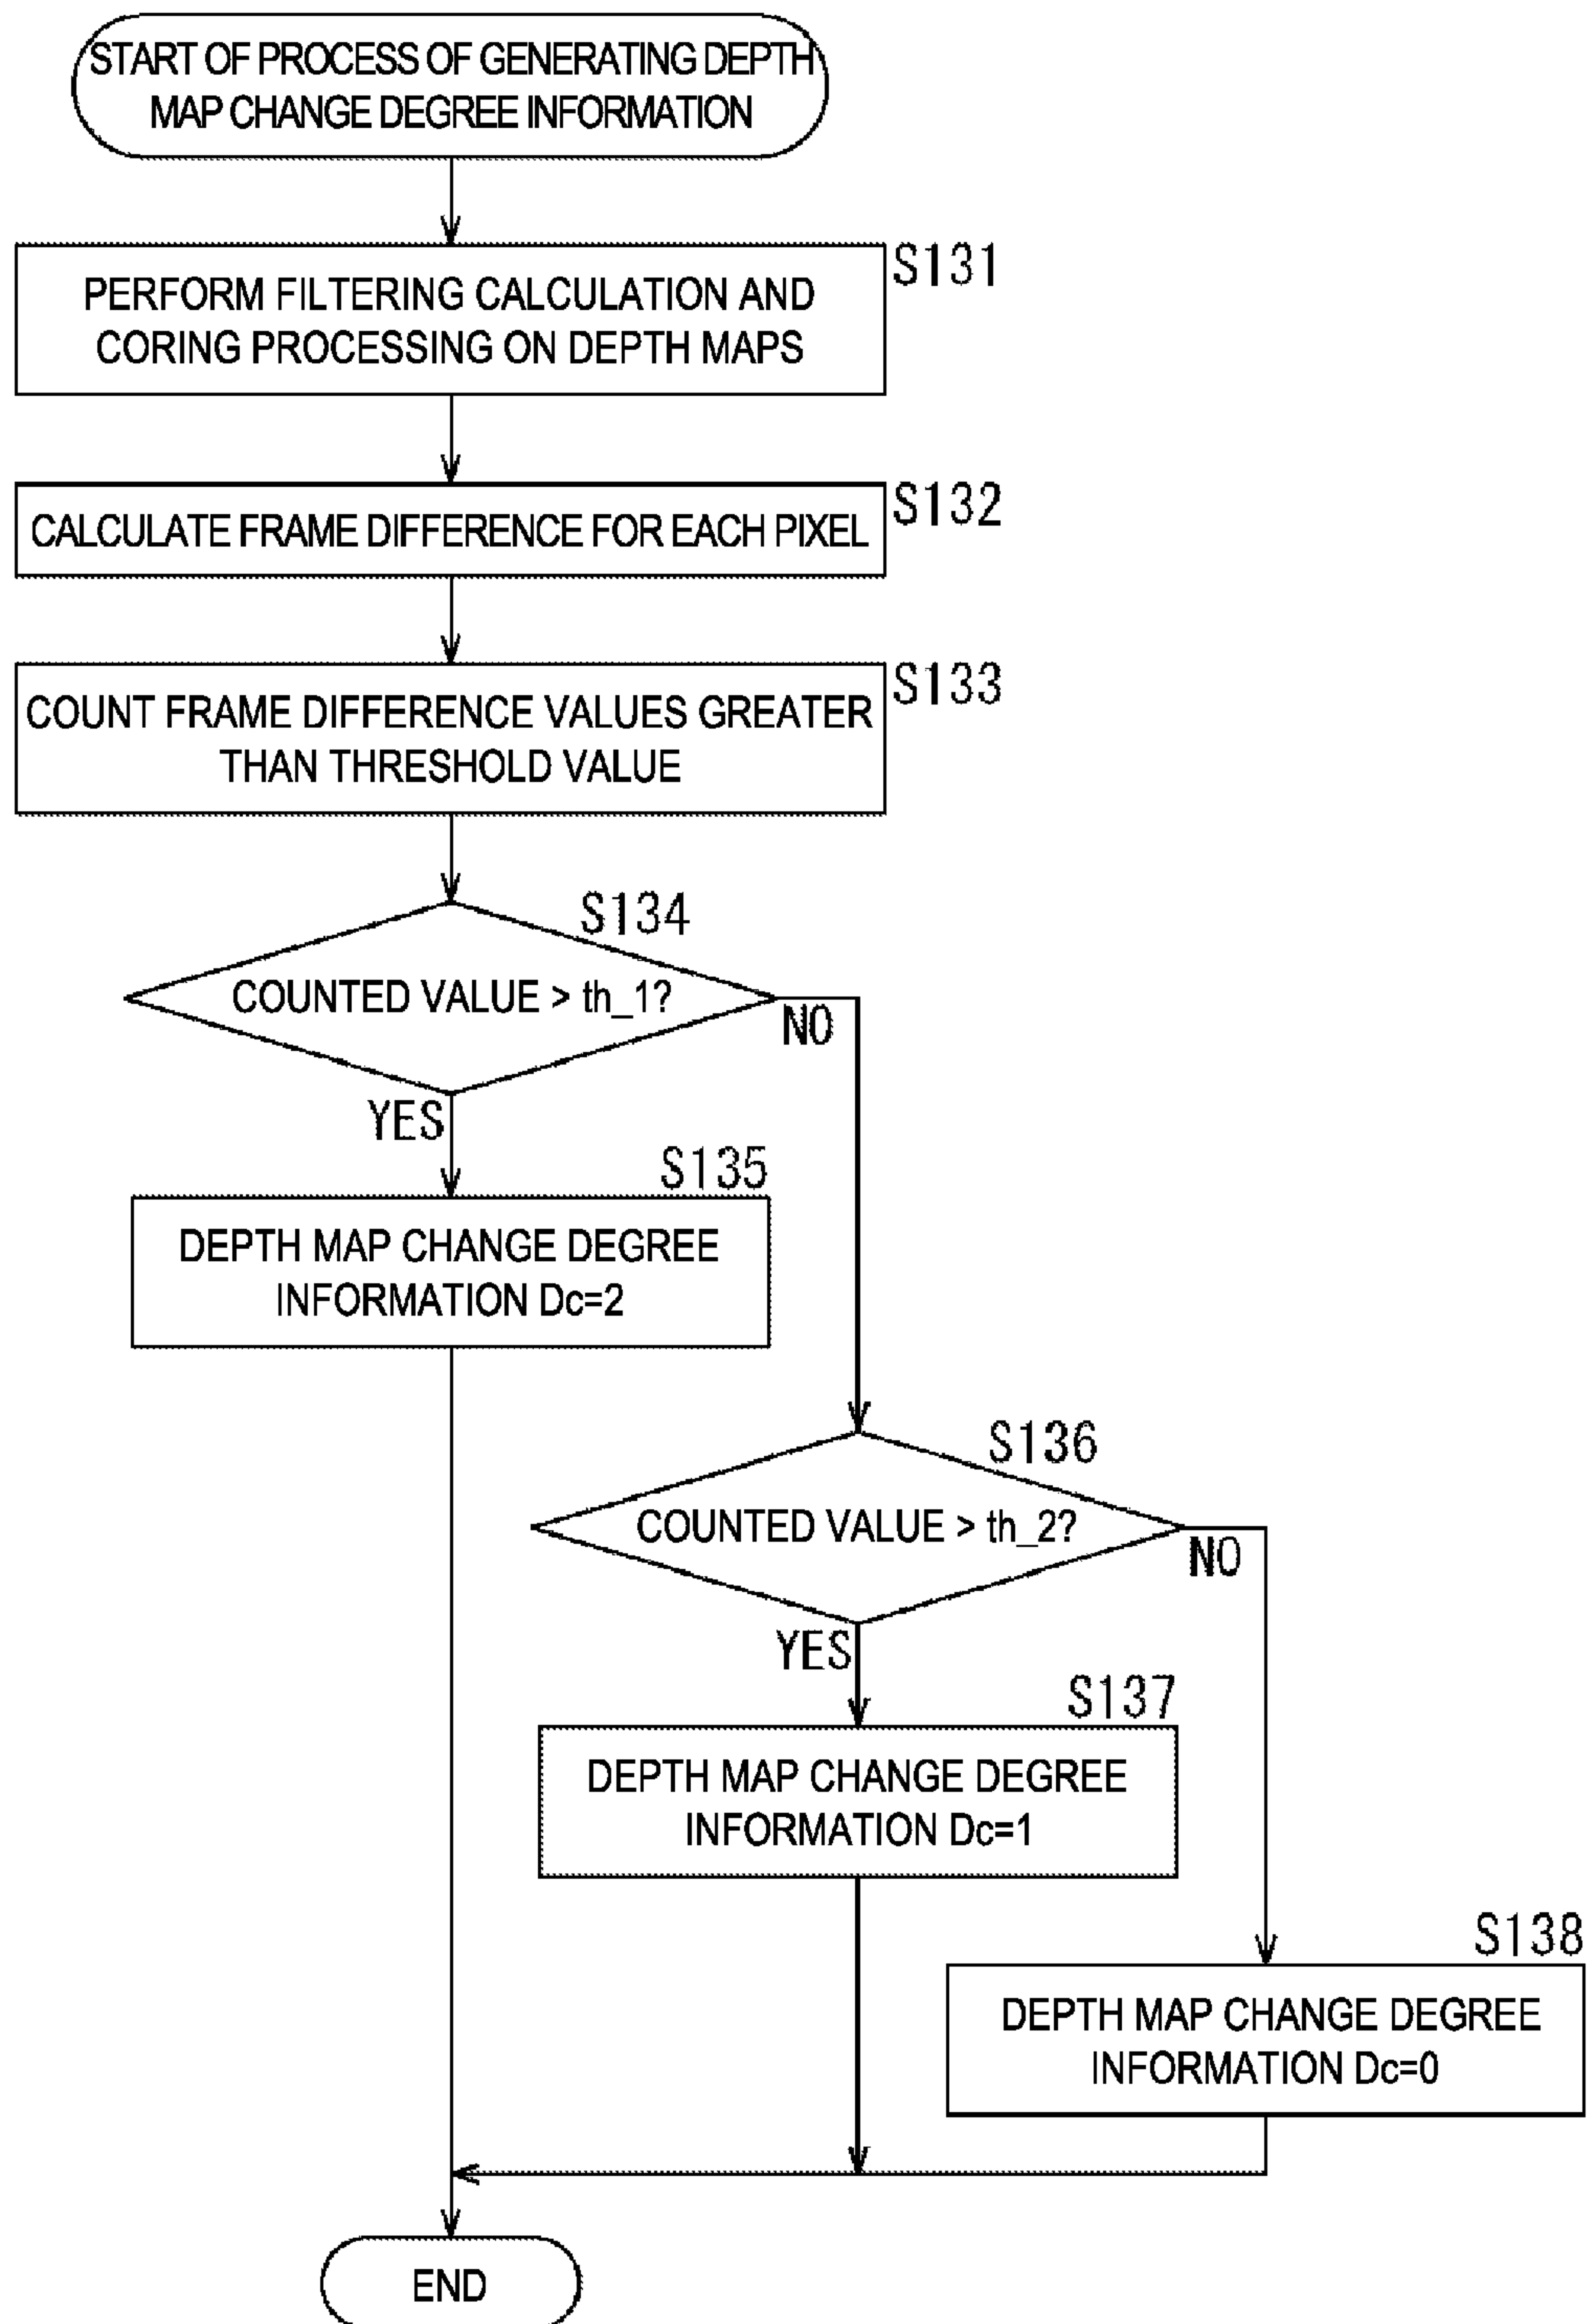 START OF PROCESS OF GENERATING DEPTH
MAP CHANGE DEGREE INFORMATION
S131
PERFORM FILTERING CALCULATION AND
CORING PROCESSING ON DEPTH MAPS
S132
CALCULATE FRAME DIFFERENCE FOR EACH PIXEL
S133
COUNT FRAME DIFFERENCE VALUES GREATER
THAN THRESHOLD VALUE
S134
COUNTED VALUE > th_1?
NO
YES
S135
DEPTH MAP CHANGE DEGREE
INFORMATION Dc=2
S136
COUNTED VALUE > th_2?
NO
YES
S137
DEPTH MAP CHANGE DEGREE
INFORMATION Dc=1
S138
DEPTH MAP CHANGE DEGREE
INFORMATION Dc=0
END